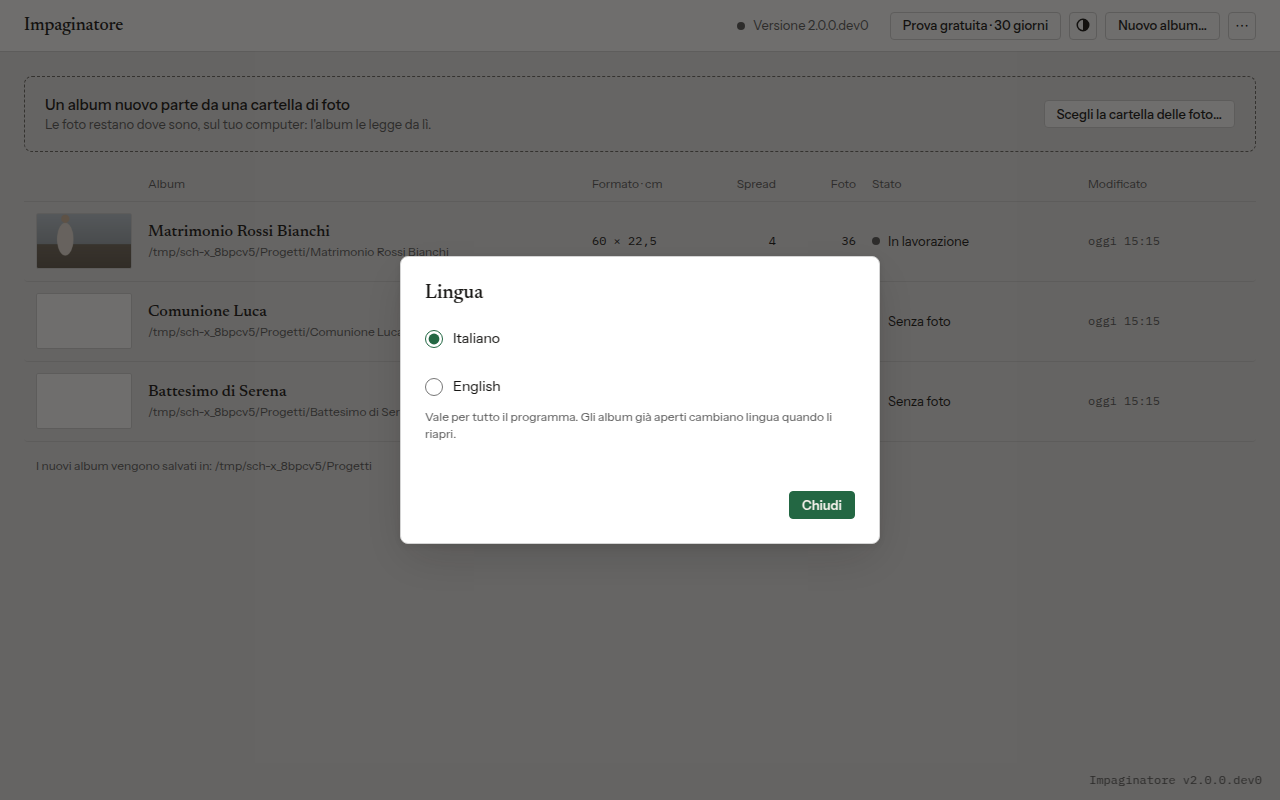 Impaginatore
Versione 2.0.0.dev0
Prova gratuita · 30 giorni
Nuovo album…
Un album nuovo parte da una cartella di foto
Le foto restano dove sono, sul tuo computer: l'album le legge da lì.
Scegli la cartella delle foto…
Album Formato · cm Spread Foto Stato Modificato
Matrimonio Rossi Bianchi
/tmp/sch-x_8bpcv5/Progetti/Matrimonio Rossi Bianchi
60 × 22,5 4 36 In lavorazione oggi 15:15
Comunione Luca
/tmp/sch-x_8bpcv5/Progetti/Comunione Luca
Senza foto oggi 15:15
Battesimo di Serena
/tmp/sch-x_8bpcv5/Progetti/Battesimo di Ser
Senza foto oggi 15:15
I nuovi album vengono salvati in: /tmp/sch-x_8bpcv5/Progetti
Lingua
Italiano
English
Vale per tutto il programma. Gli album già aperti cambiano lingua quando li
riapri.
Chiudi
Impaginatore v2.0.0.dev0